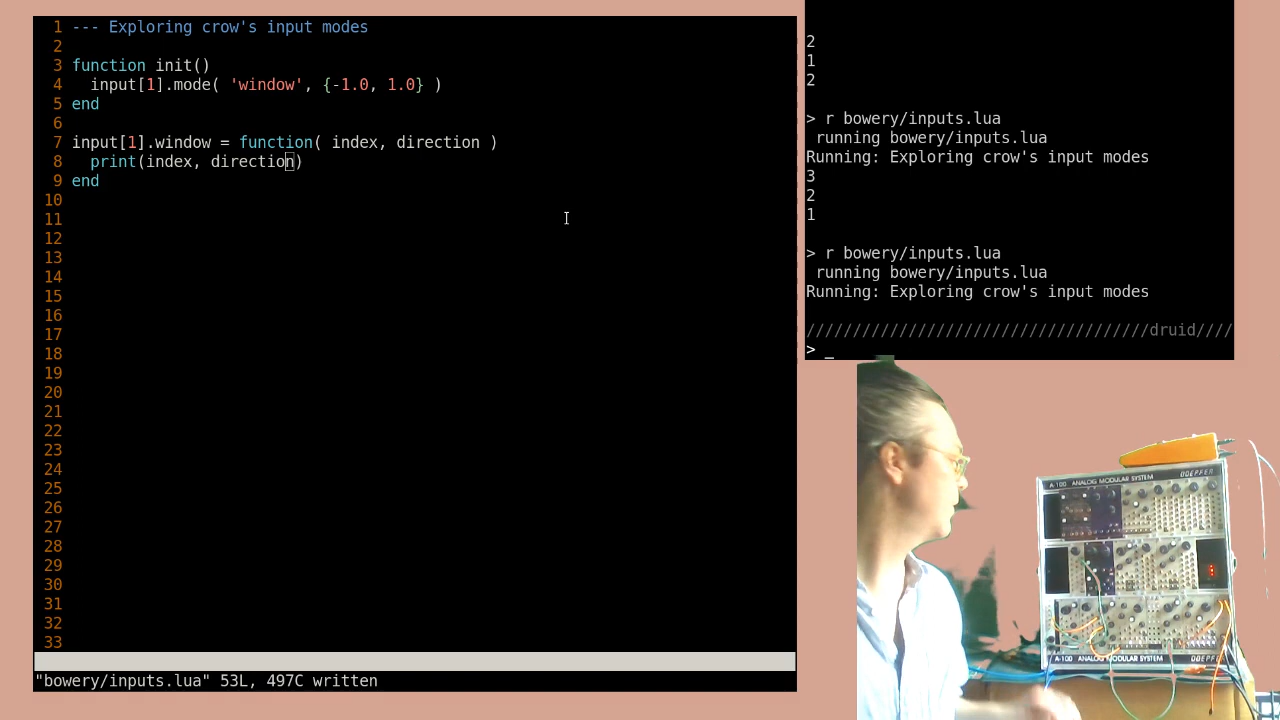 1 --- Exploring crow's input modes
2
3 function init()
4   input[1].mode( 'window', {-1.0, 1.0} )
5 end
6
7 input[1].window = function( index, direction )
8   print(index, direction)
9 end
10
11
12
13
14
15
16
17
18
19
20
21
22
23
24
25
26
27
28
29
30
31
32
33
"bowery/inputs.lua" 53L, 497C written
2
1
2
> r bowery/inputs.lua
running bowery/inputs.lua
Running: Exploring crow's input modes
3
2
1
> r bowery/inputs.lua
running bowery/inputs.lua
Running: Exploring crow's input modes
/////////////////////////////////////druid////
> _
A-100 ANALOG MODULAR SYSTEM DOEPFER
A-100 ANALOG MODULAR SYSTEM DOEPFER